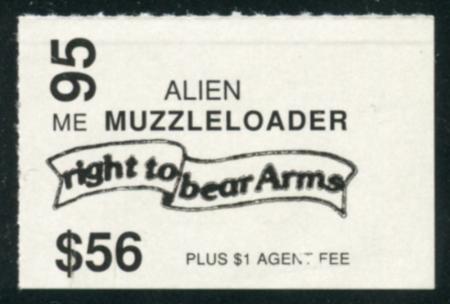 95
ALIEN
ME MUZZLELOADER
right to bear Arms
$56
PLUS $1 AGENT FEE